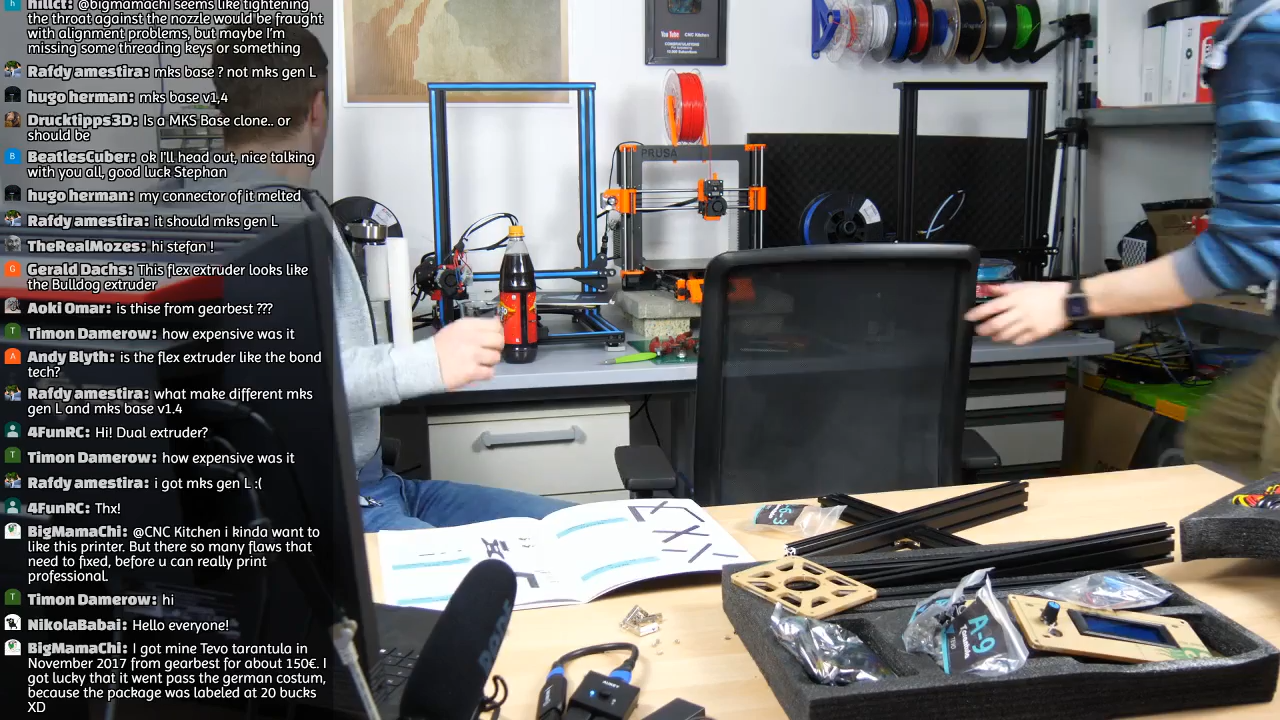 hillct: @bigmamachi seems like tightening
the throat against the nozzle would be fraught
with alignment problems, but maybe I'm
missing some threading keys or something
Rafdy amestira: mks base ? not mks gen L
hugo herman: mks base v1,4
Drucktipps3D: Is a MKS Base clone.. or
should be
BeetlesCuber: ok I'll head out, nice talking
with you all, good luck Stephan
hugo herman: my connector of it melted
Rafdy amestira: it should mks gen L
TheRealMozes: hi stefan !
Gerald Dachs: This flex extruder looks like
the Bulldog extruder
Aoki Omar: is thise from gearbest ???
Timon Damerow: how expensive was it
Andy Blyth: is the flex extruder like the bond
tech?
Rafdy amestira: what make different mks
gen L and mks base v1.4
4FunRC: Hi! Dual extruder?
Timon Damerow: how expensive was it
Rafdy amestira: i got mks gen L :(
4FunRC: Thx!
BigMamaChi: @CNC Kitchen i kinda want to
like this printer. But there so many flaws that
need to fixed, before u can really print
professional.
Timon Damerow: hi
NikolaBabai: Hello everyone!
BigMamaChi: I got mine Tevo tarantula in
November 2017 from gearbest for about 150€. I
got lucky that it went pass the german costum,
because the package was labeled at 20 bucks
XD
YouTube CNC Kitchen
CONGRATULATIONS
PRUSA
A-9